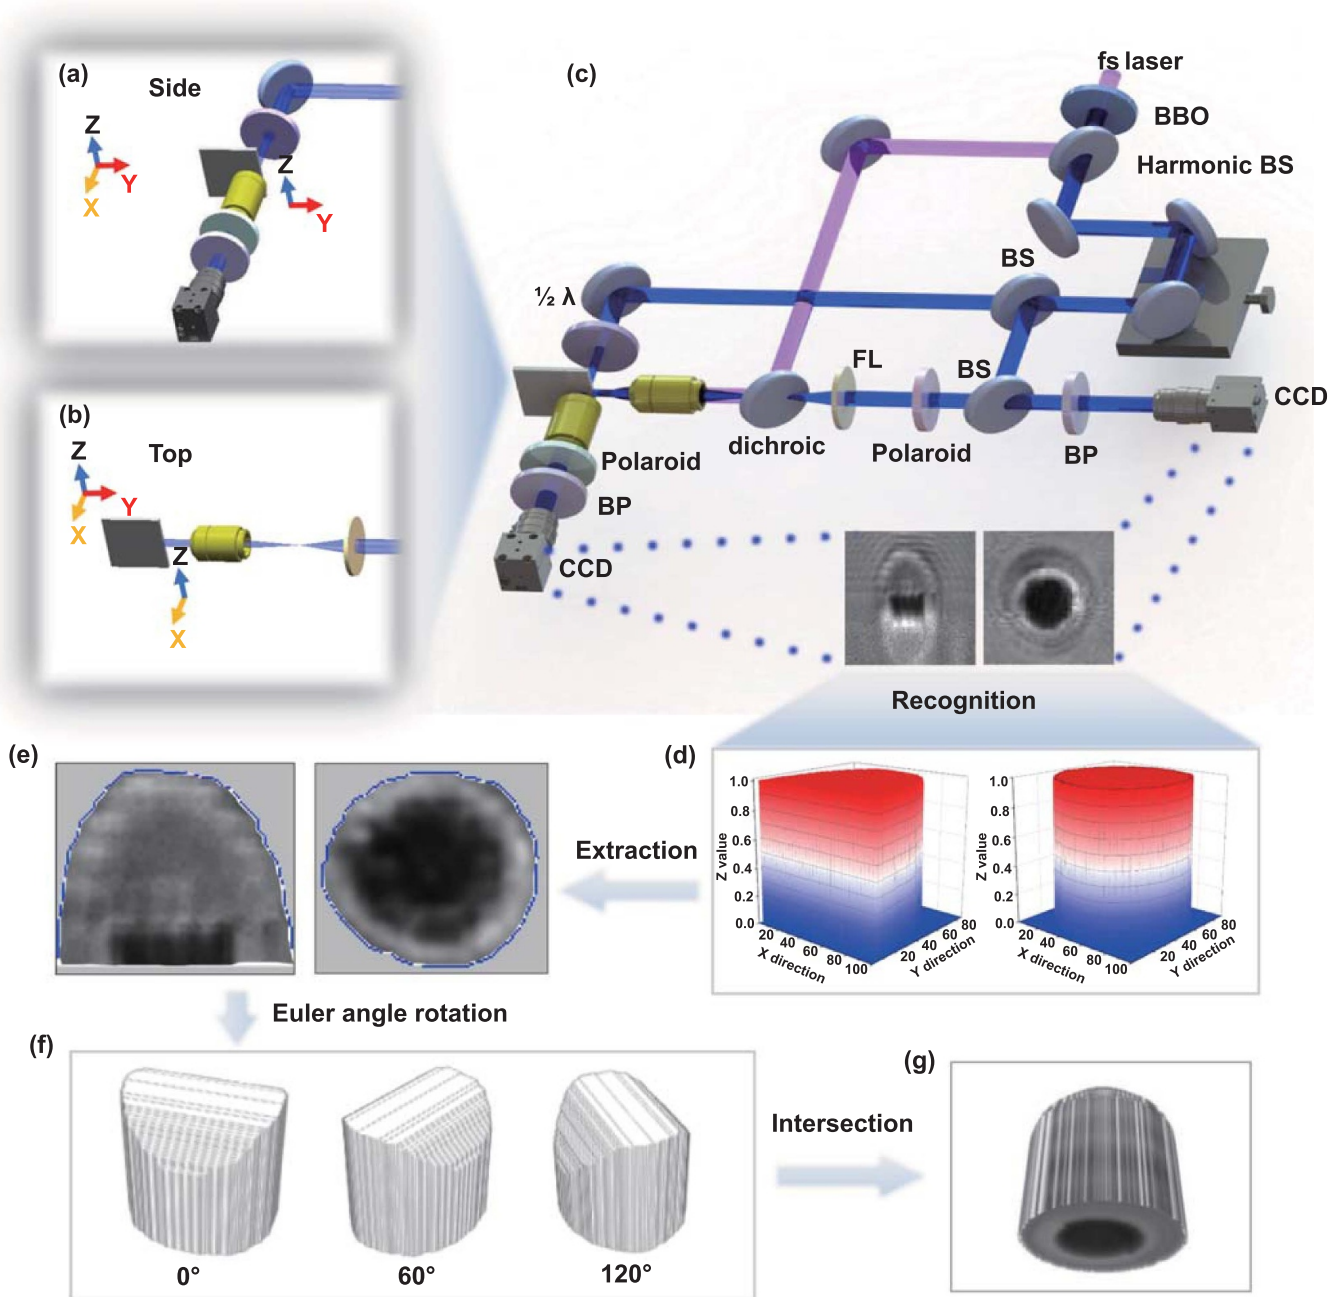 (a)
Side
Z
Y
X
Z
Y
(b)
Top
Z
Y
X
Z
X
(c)
fs laser
BBO
Harmonic BS
BS
½ λ
FL
BS
CCD
dichroic
Polaroid
BP
Polaroid
BP
CCD
Recognition
(d)
Z value
1.0
0.8
0.6
0.4
0.2
0.0
20
40
60
80
100
X direction
20
40
60
80
Y direction
Z value
1.0
0.8
0.6
0.4
0.2
0.0
20
40
60
80
100
X direction
20
40
60
80
Y direction
(e)
Extraction
Euler angle rotation
(f)
0°
60°
120°
Intersection
(g)